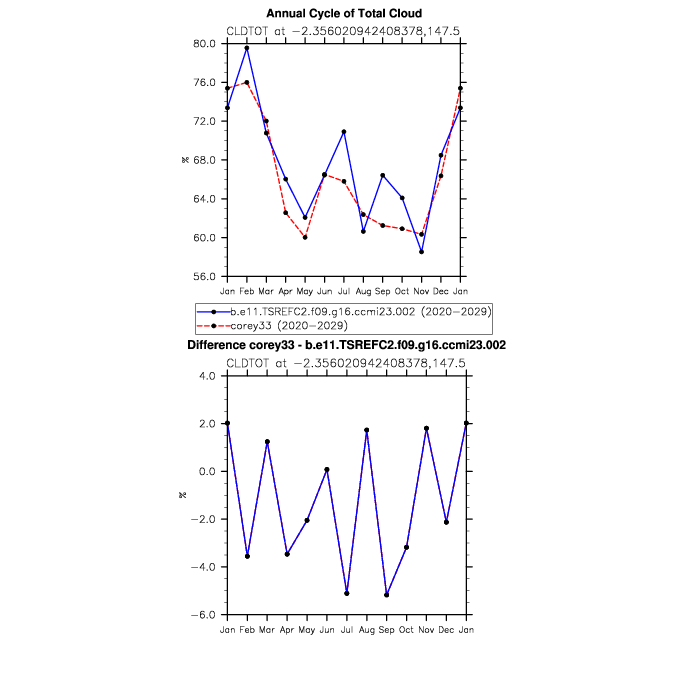 Annual Cycle of Total Cloud
CLDTOT at −2.356020942408378,147.5
80.0
76.0
72.0
68.0
64.0
60.0
56.0
%
Jan Feb Mar Apr May Jun Jul Aug Sep Oct Nov Dec Jan
b.e11.TSREFC2.f09.g16.ccmi23.002 (2020−2029)
corey33 (2020−2029)
Difference corey33 - b.e11.TSREFC2.f09.g16.ccmi23.002
CLDTOT at −2.356020942408378,147.5
4.0
2.0
0.0
−2.0
−4.0
−6.0
%
Jan Feb Mar Apr May Jun Jul Aug Sep Oct Nov Dec Jan